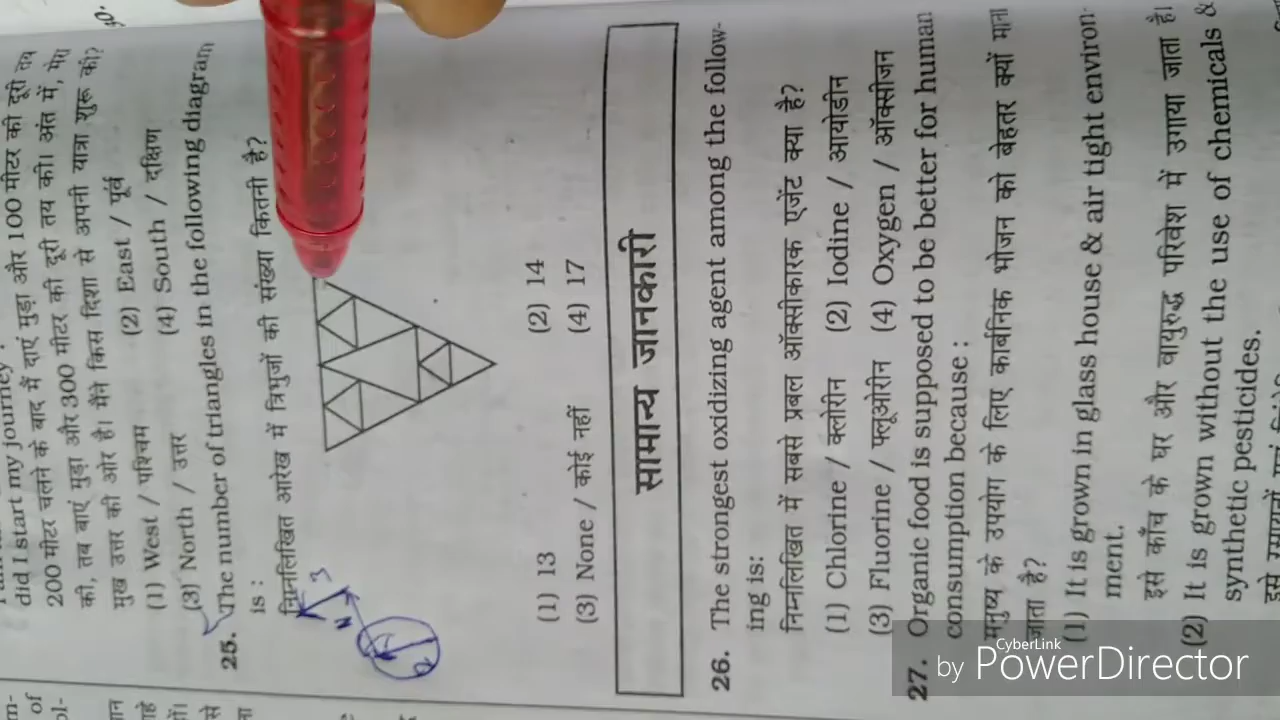 did I start my journey ?
200 मीटर चलने के बाद मैं दाएं मुड़ा और 100 मीटर की दूरी तय
की, तब बाएं मुड़ा और 300 मीटर की दूरी तय की। अंत में, मेरा
मुख उत्तर की ओर है। मैंने किस दिशा से अपनी यात्रा शुरू की?
(1) West / पश्चिम (2) East / पूर्व
(3) North / उत्तर (4) South / दक्षिण
25. The number of triangles in the following diagram
is :
निम्नलिखित आरेख में त्रिभुजों की संख्या कितनी है?
(1) 13 (2) 14
(3) None / कोई नहीं (4) 17
सामान्य जानकारी
26. The strongest oxidizing agent among the follow-
ing is:
निम्नलिखित में सबसे प्रबल ऑक्सीकारक एजेंट क्या है?
(1) Chlorine / क्लोरीन (2) Iodine / आयोडीन
(3) Fluorine / फ्लूओरीन (4) Oxygen / ऑक्सीजन
27. Organic food is supposed to be better for human
consumption because :
मनुष्य के उपयोग के लिए कार्बनिक भोजन को बेहतर क्यों माना
जाता है?
(1) It is grown in glass house & air tight environ-
ment.
इसे काँच के घर और वायुरुद्ध परिवेश में उगाया जाता है।
(2) It is grown without the use of chemicals &
synthetic pesticides.
by CyberLink
PowerDirector